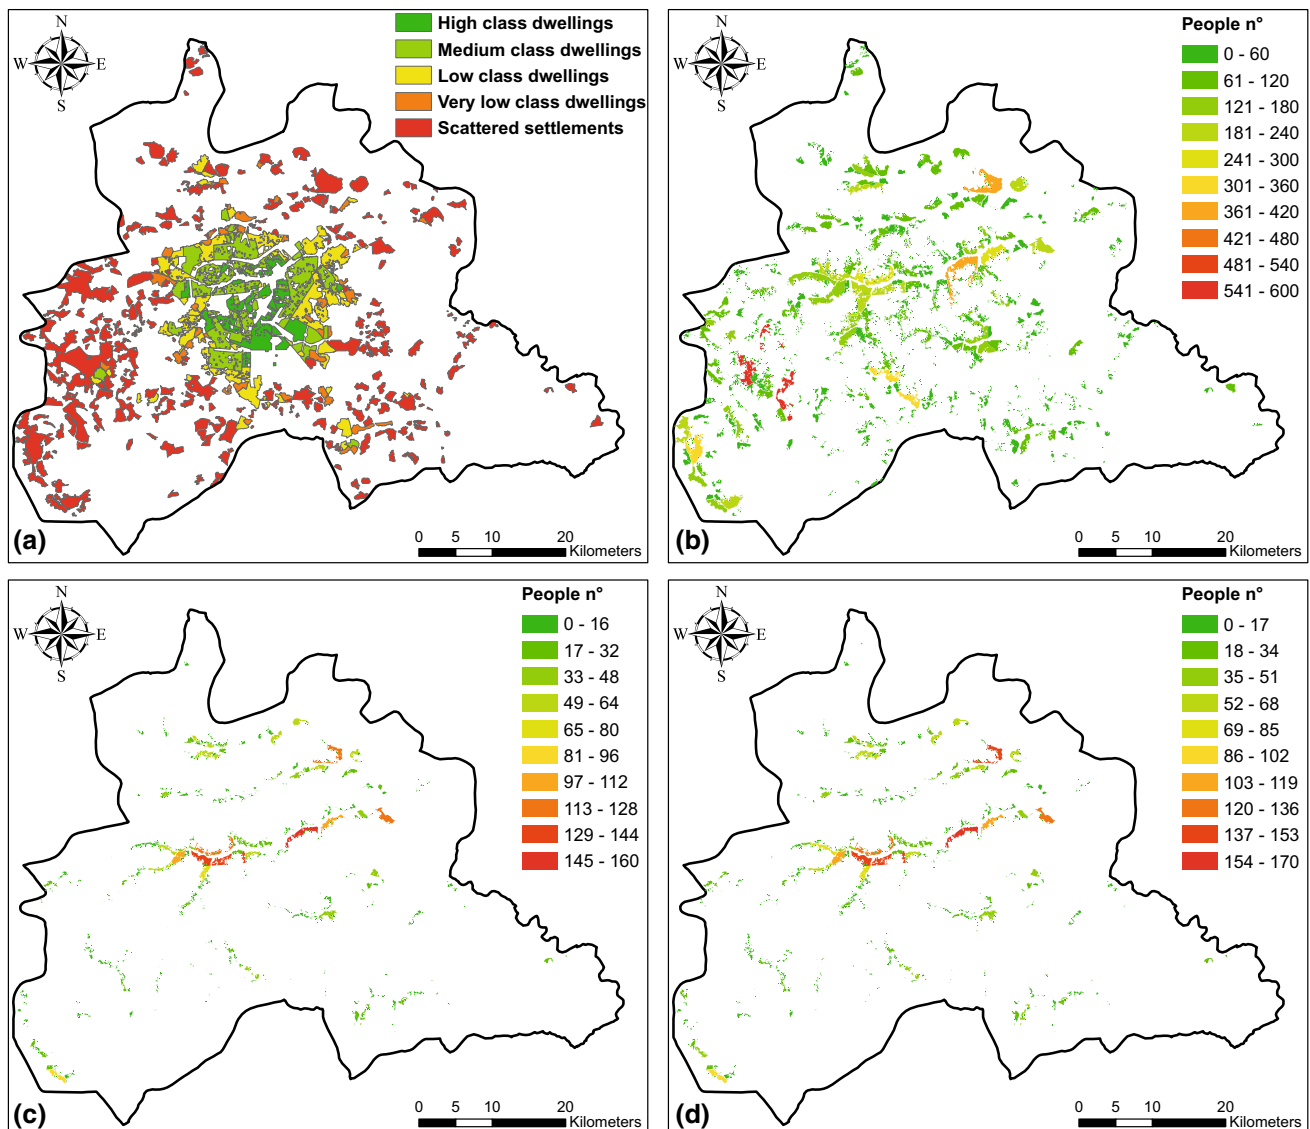 N
W E
S
High class dwellings
Medium class dwellings
Low class dwellings
Very low class dwellings
Scattered settlements
(a)
0 5 10 20
Kilometers
N
W E
S
People n°
0 - 60
61 - 120
121 - 180
181 - 240
241 - 300
301 - 360
361 - 420
421 - 480
481 - 540
541 - 600
(b)
0 5 10 20
Kilometers
N
W E
S
People n°
0 - 16
17 - 32
33 - 48
49 - 64
65 - 80
81 - 96
97 - 112
113 - 128
129 - 144
145 - 160
(c)
0 5 10 20
Kilometers
N
W E
S
People n°
0 - 17
18 - 34
35 - 51
52 - 68
69 - 85
86 - 102
103 - 119
120 - 136
137 - 153
154 - 170
(d)
0 5 10 20
Kilometers